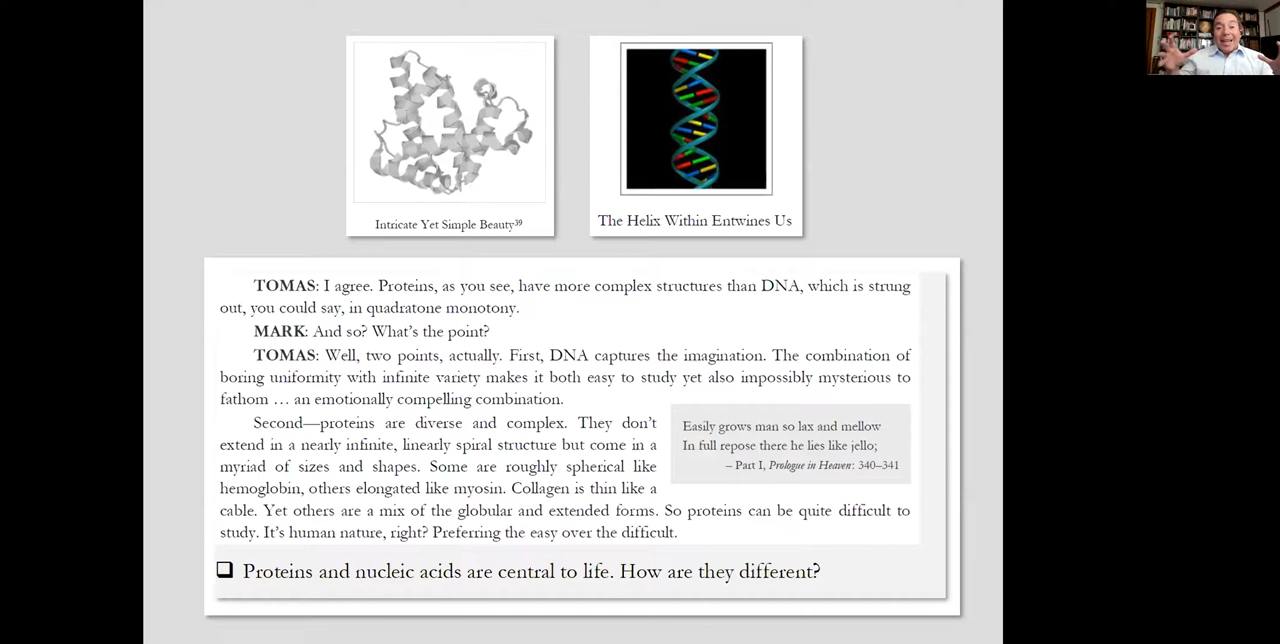 Intricate Yet Simple Beauty³⁹
The Helix Within Entwines Us
TOMAS: I agree. Proteins, as you see, have more complex structures than DNA, which is strung
out, you could say, in quadratone monotony.
MARK: And so? What's the point?
TOMAS: Well, two points, actually. First, DNA captures the imagination. The combination of
boring uniformity with infinite variety makes it both easy to study yet also impossibly mysterious to
fathom … an emotionally compelling combination.
Second—proteins are diverse and complex. They don't
extend in a nearly infinite, linearly spiral structure but come in a
myriad of sizes and shapes. Some are roughly spherical like
hemoglobin, others elongated like myosin. Collagen is thin like a
cable. Yet others are a mix of the globular and extended forms. So proteins can be quite difficult to
study. It's human nature, right? Preferring the easy over the difficult.
Easily grows man so lax and mellow
In full repose there he lies like jello;
– Part I, Prologue in Heaven: 340–341
❑ Proteins and nucleic acids are central to life. How are they different?